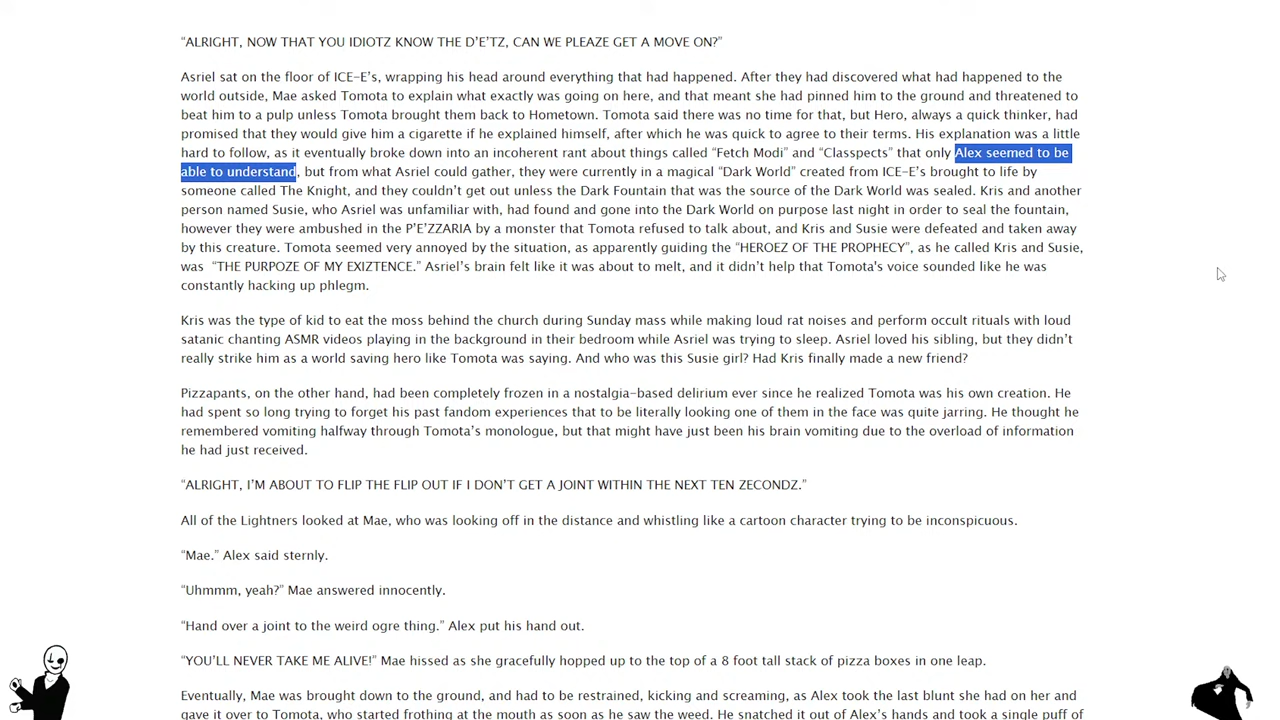 “ALRIGHT, NOW THAT YOU IDIOTZ KNOW THE D’E’TZ, CAN WE PLEAZE GET A MOVE ON?”
Asriel sat on the floor of ICE-E’s, wrapping his head around everything that had happened. After they had discovered what had happened to the
world outside, Mae asked Tomota to explain what exactly was going on here, and that meant she had pinned him to the ground and threatened to
beat him to a pulp unless Tomota brought them back to Hometown. Tomota said there was no time for that, but Hero, always a quick thinker, had
promised that they would give him a cigarette if he explained himself, after which he was quick to agree to their terms. His explanation was a little
hard to follow, as it eventually broke down into an incoherent rant about things called “Fetch Modi” and “Classpects” that only Alex seemed to be
able to understand, but from what Asriel could gather, they were currently in a magical “Dark World” created from ICE-E’s brought to life by
someone called The Knight, and they couldn’t get out unless the Dark Fountain that was the source of the Dark World was sealed. Kris and another
person named Susie, who Asriel was unfamiliar with, had found and gone into the Dark World on purpose last night in order to seal the fountain,
however they were ambushed in the P’E’ZZARIA by a monster that Tomota refused to talk about, and Kris and Susie were defeated and taken away
by this creature. Tomota seemed very annoyed by the situation, as apparently guiding the “HEROEZ OF THE PROPHECY”, as he called Kris and Susie,
was “THE PURPOZE OF MY EXIZTENCE.” Asriel’s brain felt like it was about to melt, and it didn’t help that Tomota's voice sounded like he was
constantly hacking up phlegm.
Kris was the type of kid to eat the moss behind the church during Sunday mass while making loud rat noises and perform occult rituals with loud
satanic chanting ASMR videos playing in the background in their bedroom while Asriel was trying to sleep. Asriel loved his sibling, but they didn’t
really strike him as a world saving hero like Tomota was saying. And who was this Susie girl? Had Kris finally made a new friend?
Pizzapants, on the other hand, had been completely frozen in a nostalgia-based delirium ever since he realized Tomota was his own creation. He
had spent so long trying to forget his past fandom experiences that to be literally looking one of them in the face was quite jarring. He thought he
remembered vomiting halfway through Tomota’s monologue, but that might have just been his brain vomiting due to the overload of information
he had just received.
“ALRIGHT, I’M ABOUT TO FLIP THE FLIP OUT IF I DON’T GET A JOINT WITHIN THE NEXT TEN ZECONDZ.”
All of the Lightners looked at Mae, who was looking off in the distance and whistling like a cartoon character trying to be inconspicuous.
“Mae.” Alex said sternly.
“Uhmmm, yeah?” Mae answered innocently.
“Hand over a joint to the weird ogre thing.” Alex put his hand out.
“YOU’LL NEVER TAKE ME ALIVE!” Mae hissed as she gracefully hopped up to the top of a 8 foot tall stack of pizza boxes in one leap.
Eventually, Mae was brought down to the ground, and had to be restrained, kicking and screaming, as Alex took the last blunt she had on her and
gave it over to Tomota, who started frothing at the mouth as soon as he saw the weed. He snatched it out of Alex’s hands and took a single puff of